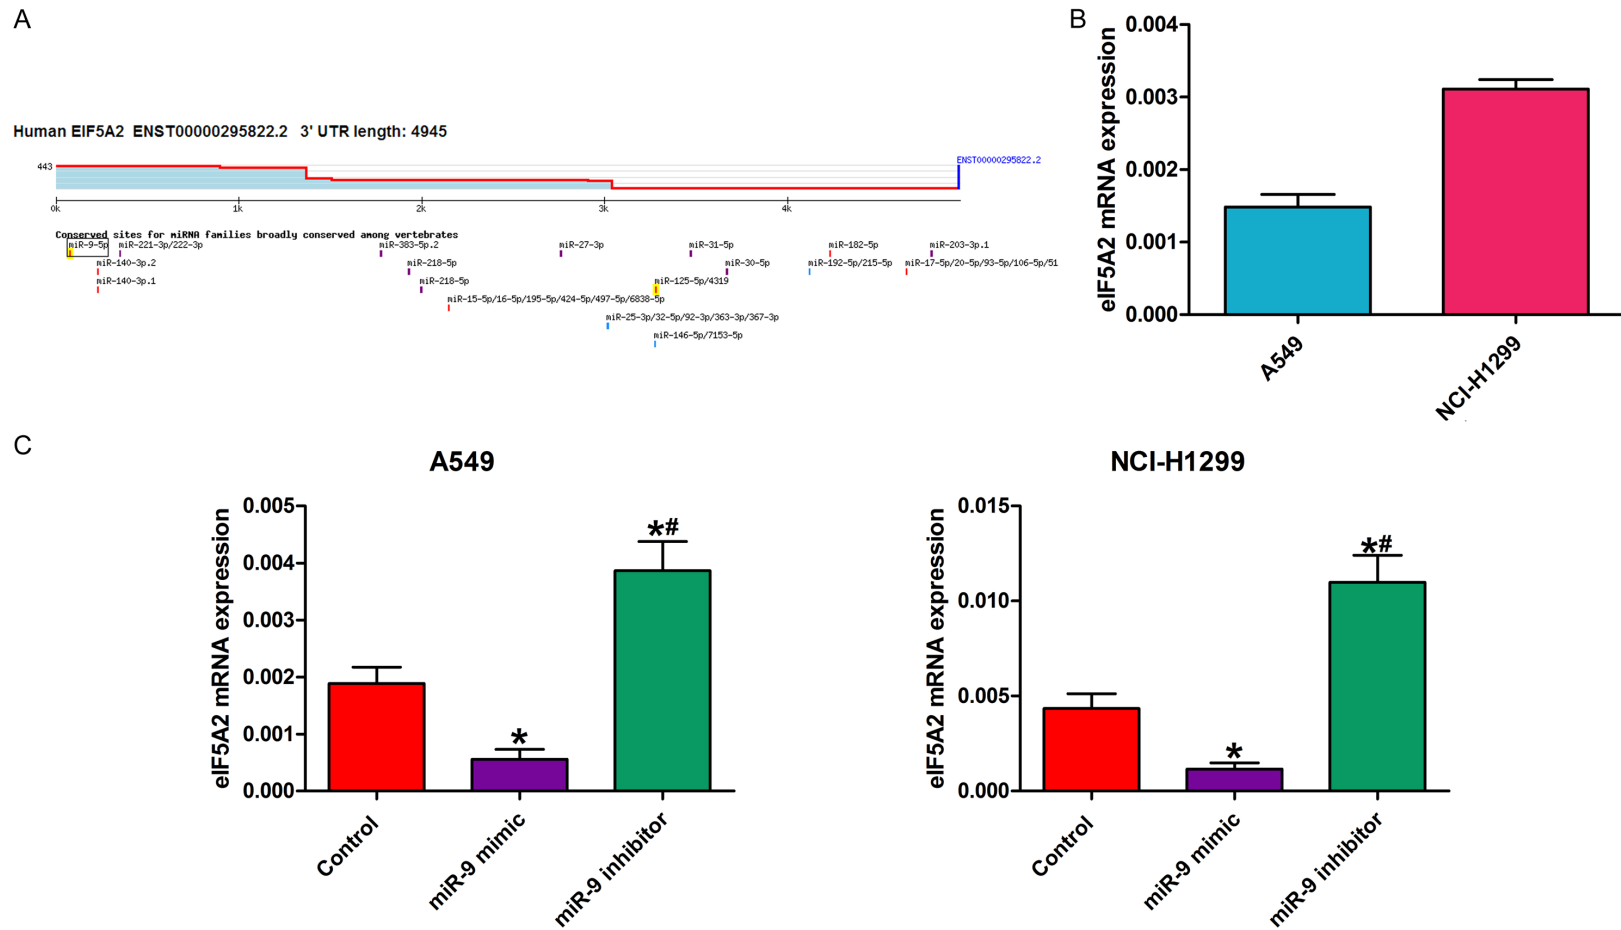 A
Human EIF5A2 ENST00000295822.2 3' UTR length: 4945
443
ENST00000295822.2
0k 1k 2k 3k 4k
Conserved sites for miRNA families broadly conserved among vertebrates
miR-9-5p miR-221-3p/222-3p miR-383-5p.2 miR-27-3p miR-31-5p miR-182-5p miR-203-3p.1
miR-140-3p.2 miR-218-5p miR-30-5p miR-192-5p/215-5p miR-17-5p/20-5p/93-5p/106-5p/51
miR-140-3p.1 miR-218-5p miR-125-5p/4319
miR-15-5p/16-5p/195-5p/424-5p/497-5p/6838-5p
miR-25-3p/32-5p/92-3p/363-3p/367-3p
miR-146-5p/7153-5p
B
eIF5A2 mRNA expression
0.004
0.003
0.002
0.001
0.000
A549
NCI-H1299
C
A549
eIF5A2 mRNA expression
0.005
0.004
0.003
0.002
0.001
0.000
*
*#
Control
miR-9 mimic
miR-9 inhibitor
NCI-H1299
eIF5A2 mRNA expression
0.015
0.010
0.005
0.000
*
*#
Control
miR-9 mimic
miR-9 inhibitor